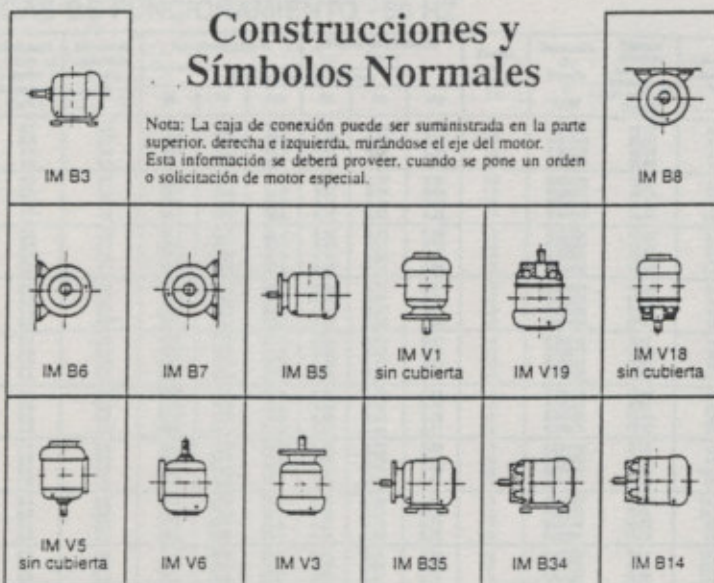 Construcciones y
Símbolos Normales
Nota: La caja de conexión puede ser suministrada en la parte
superior, derecha e izquierda, mirándose el eje del motor.
Esta información se deberá proveer, cuando se pone un orden
o solicitación de motor especial.
IM B3
IM B8
IM B6
IM B7
IM B5
IM V1
sin cubierta
IM V19
IM V18
sin cubierta
IM V5
sin cubierta
IM V6
IM V3
IM B35
IM B34
IM B14